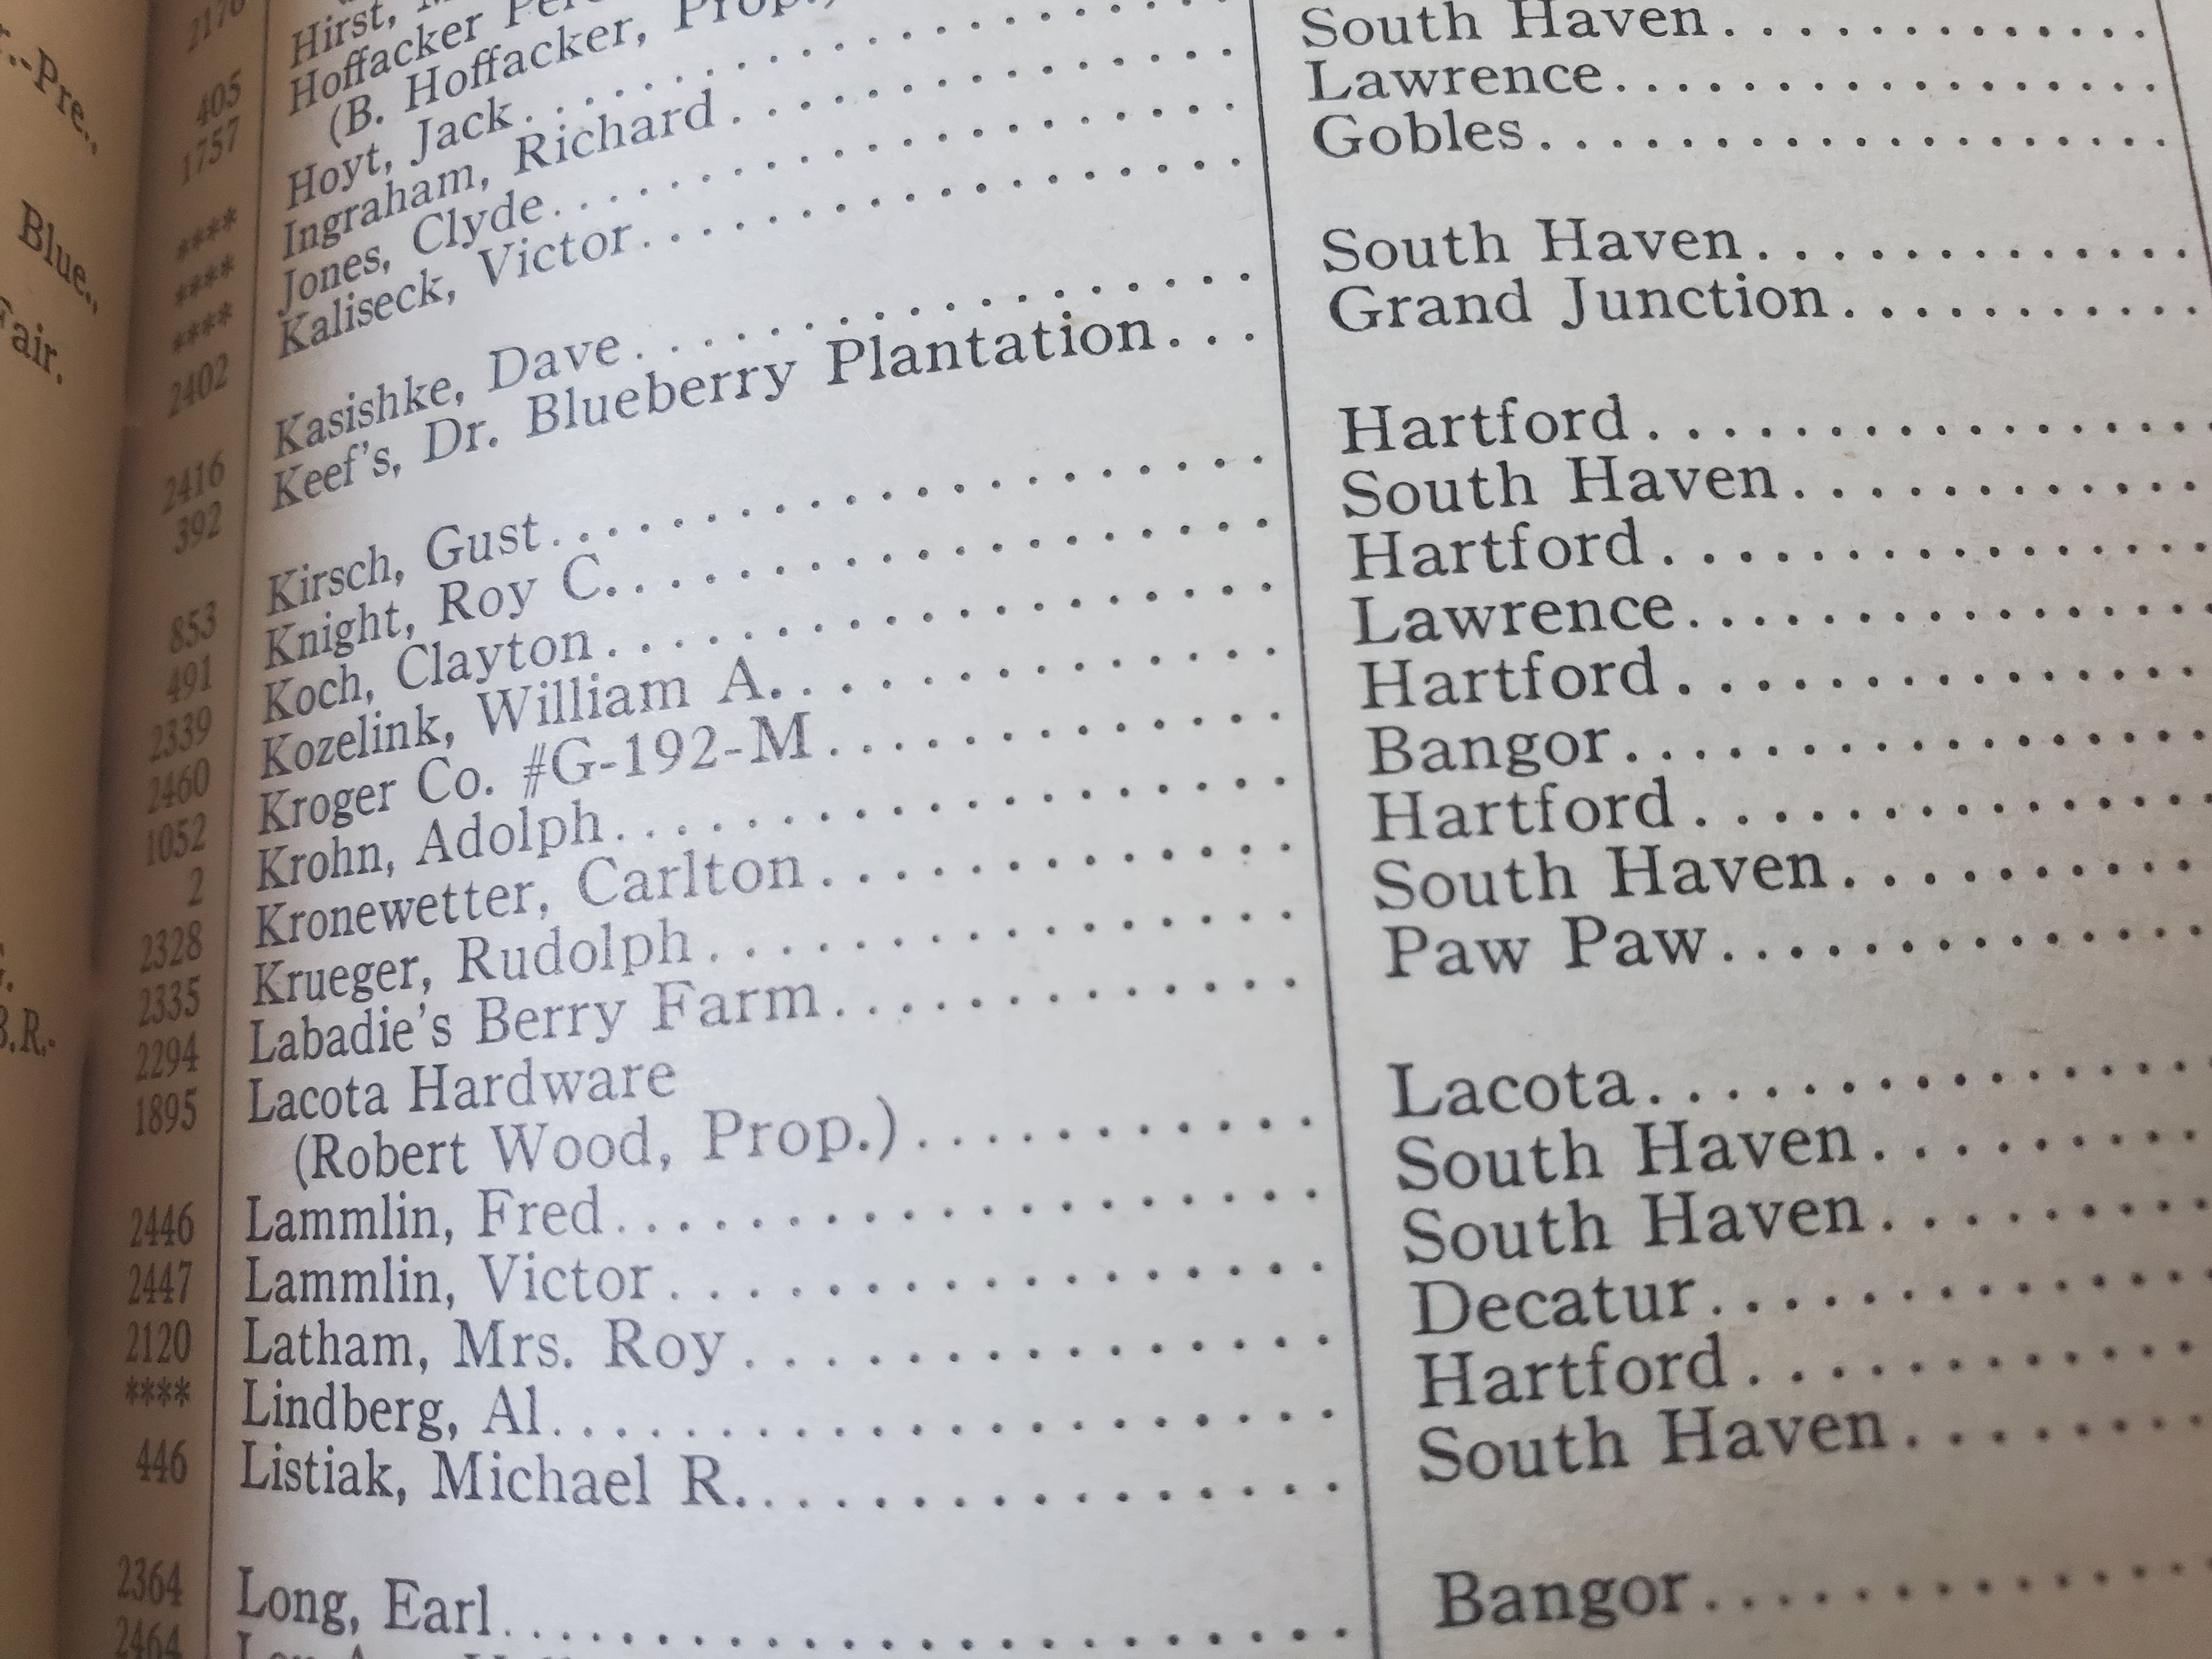 .-Pre..
Blue..
Fair.
B.R.-
405 Hirst,
1757 Hoffacker
(B. Hoffacker, Prop.)
**** Hoyt, Jack
**** Ingraham, Richard South Haven
**** Jones, Clyde Lawrence
2402 Kaliseck, Victor Gobles
2416 Kasishke, Dave South Haven
392 Keef's, Dr. Blueberry Plantation Grand Junction
853 Kirsch, Gust Hartford
491 Knight, Roy C. South Haven
2339 Koch, Clayton Hartford
2460 Kozelink, William A. Lawrence
1052 Kroger Co. #G-192-M Hartford
2 Krohn, Adolph Bangor
2328 Kronewetter, Carlton Hartford
2335 Krueger, Rudolph South Haven
2294 Labadie's Berry Farm Paw Paw
1895 Lacota Hardware
(Robert Wood, Prop.) Lacota
2446 Lammlin, Fred South Haven
2447 Lammlin, Victor South Haven
2120 Latham, Mrs. Roy Decatur
**** Lindberg, Al Hartford
446 Listiak, Michael R. South Haven
2364 Long, Earl Bangor
2464